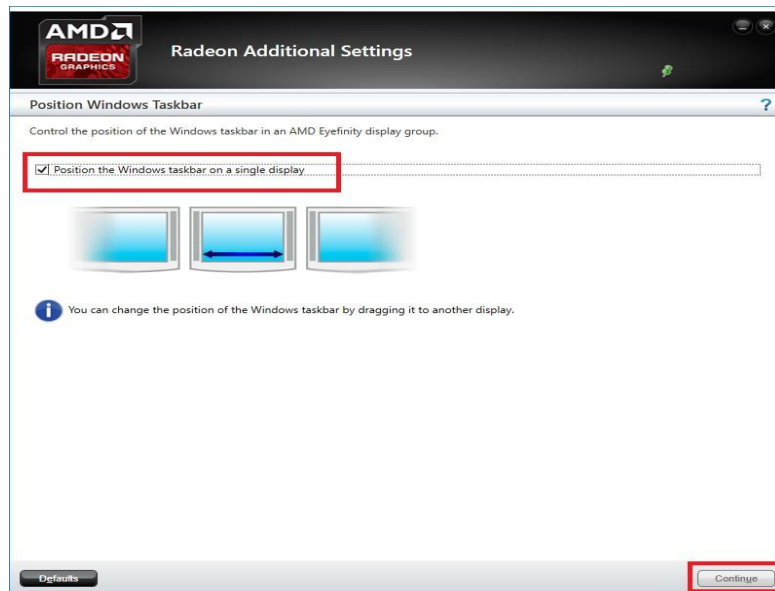 AMD
RADEON
GRAPHICS
Radeon Additional Settings
Position Windows Taskbar
?
Control the position of the Windows taskbar in an AMD Eyefinity display group.
Position the Windows taskbar on a single display
i
You can change the position of the Windows taskbar by dragging it to another display.
Defaults
Continue